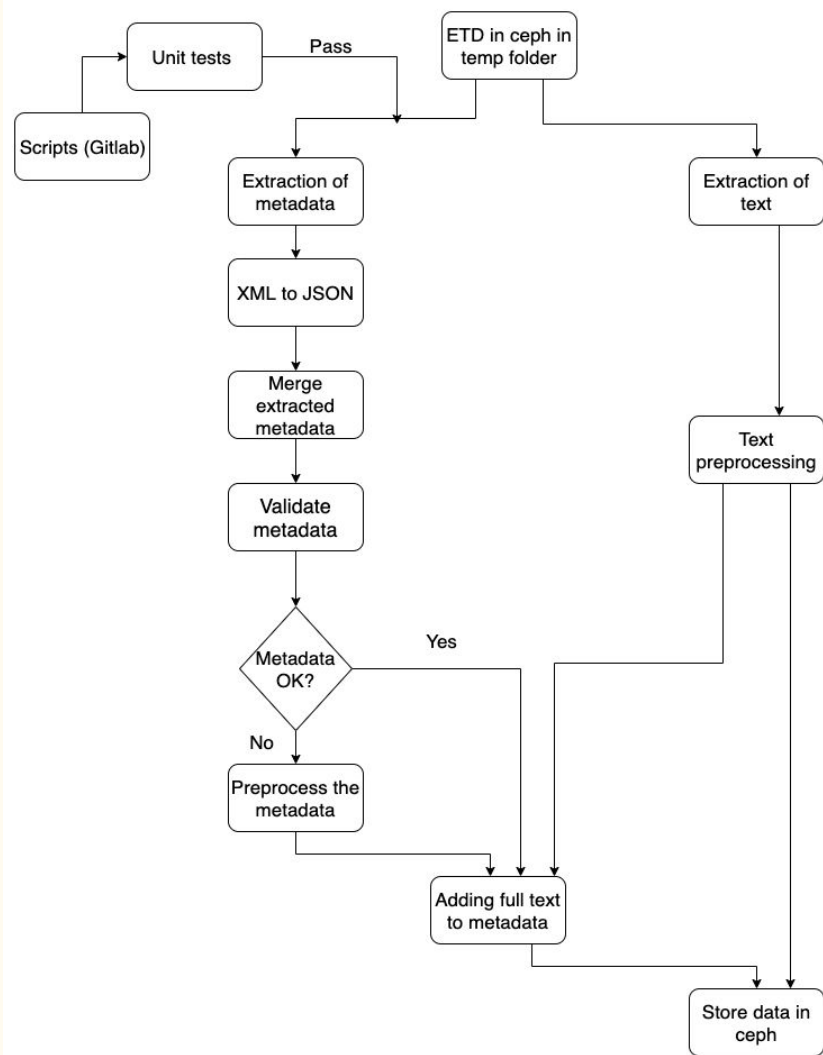 Unit tests
Pass
ETD in ceph in
temp folder
Scripts (Gitlab)
Extraction of
metadata
Extraction of
text
XML to JSON
Merge
extracted
metadata
Text
preprocessing
Validate
metadata
Metadata
OK?
Yes
No
Preprocess the
metadata
Adding full text
to metadata
Store data in
ceph